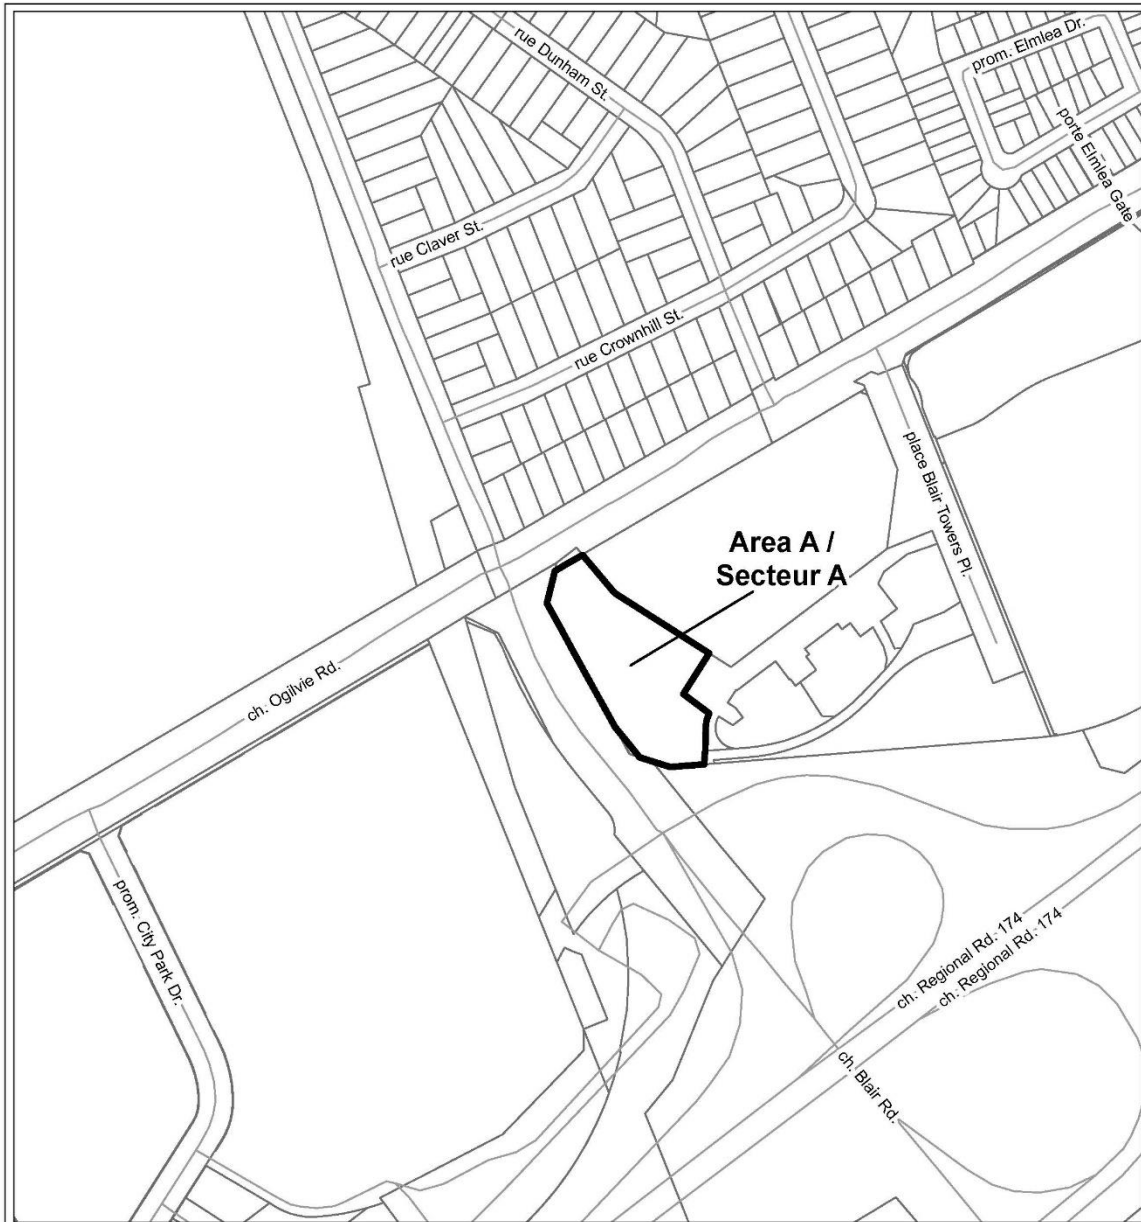 rue Dunham St.
prom. Elmlea Dr.
porte Elmlea Gate
rue Claver St.
rue Crownhill St.
place Blair Towers Pl.
Area A /
Secteur A
ch. Ogilvie Rd.
prom. City Park Dr.
ch. Regional Rd. 174
ch. Regional Rd. 174
ch. Blair Rd.